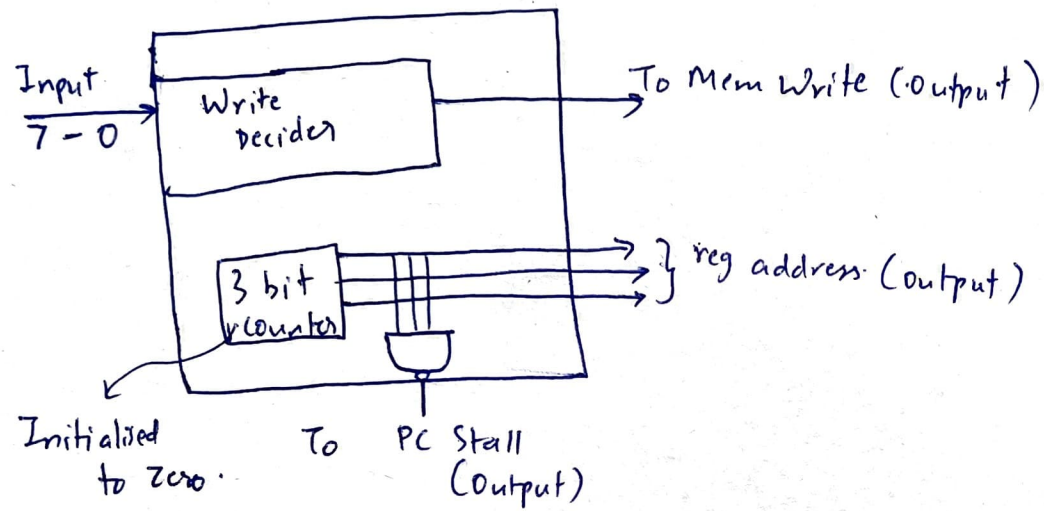 Input
7 - 0
Write
Decider
To Mem Write (Output)
3 bit
counter
reg address. (Output)
Initialised
to zero.
To PC Stall
(Output)